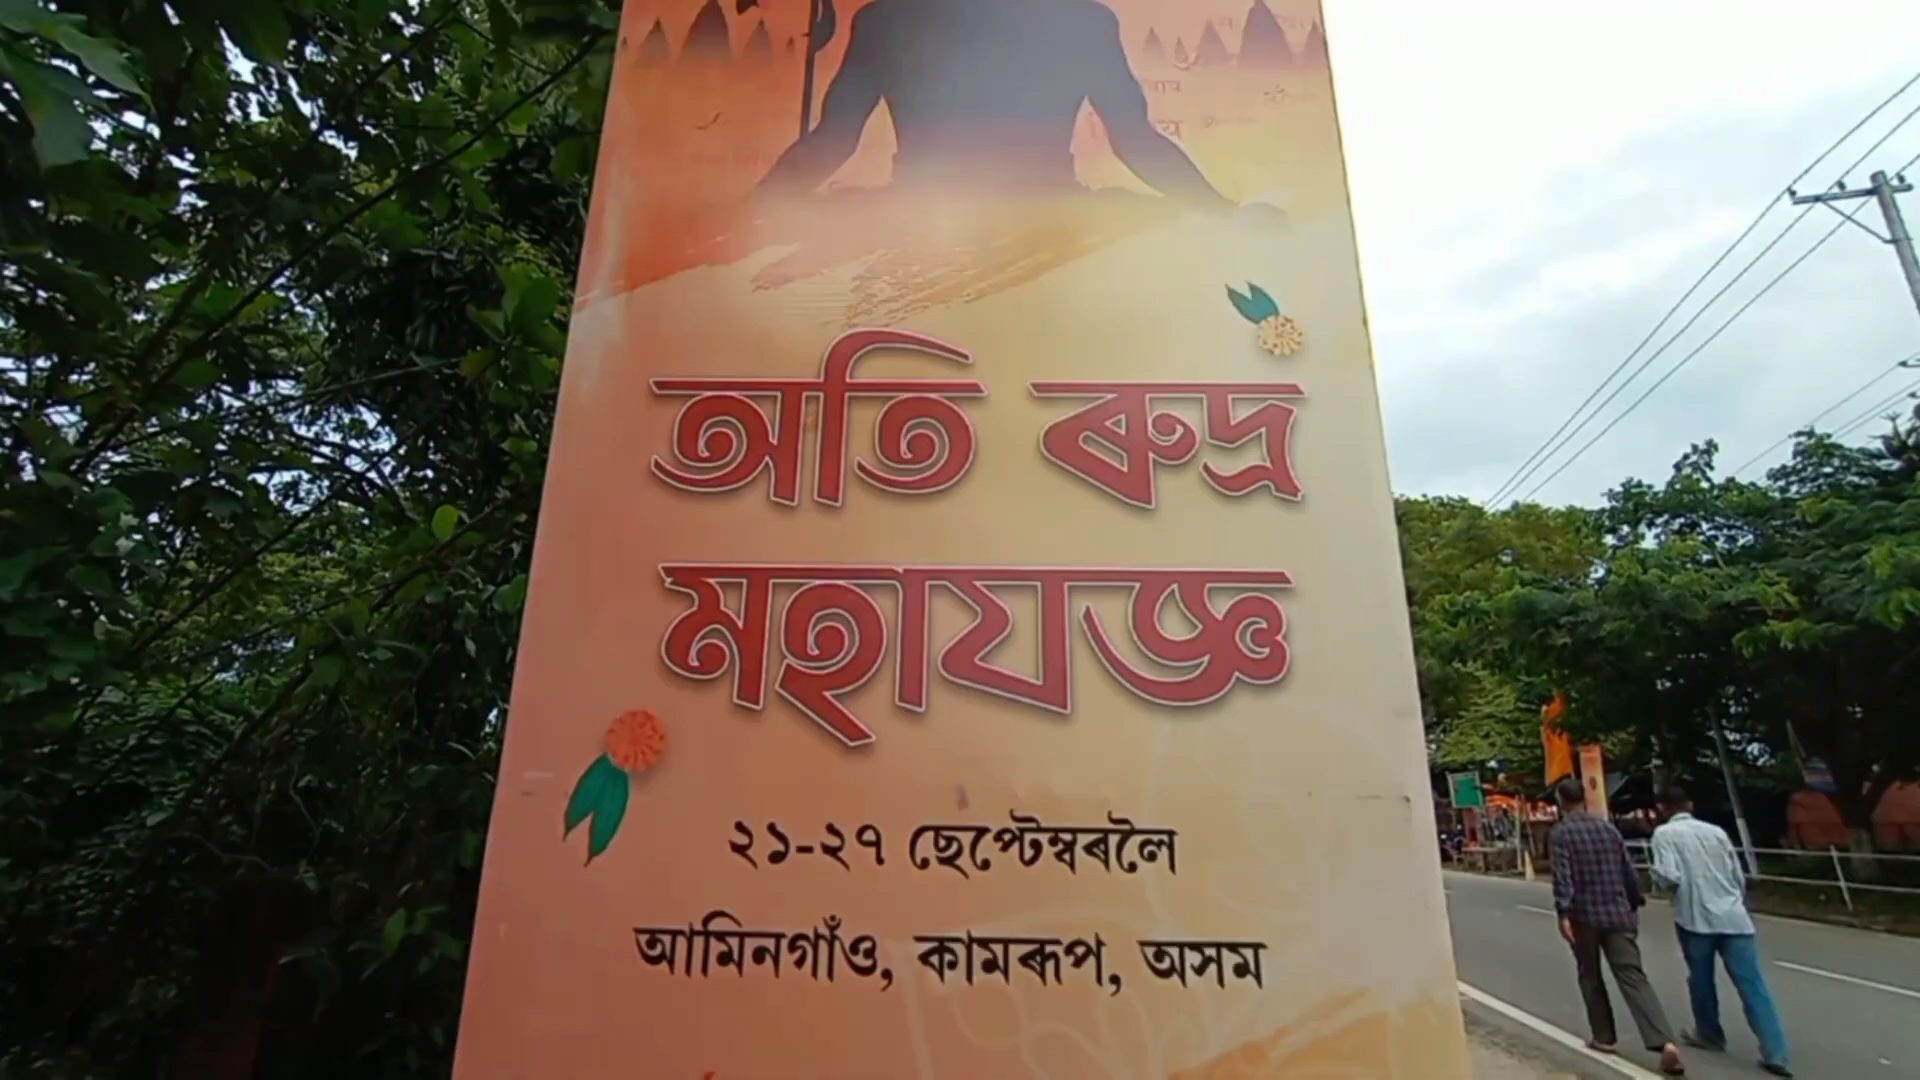 অতি ৰুদ্ৰ
মহাযজ্ঞ
২১-২৭ ছেপ্টেম্বৰলৈ
আমিনগাঁও, কামৰূপ, অসম